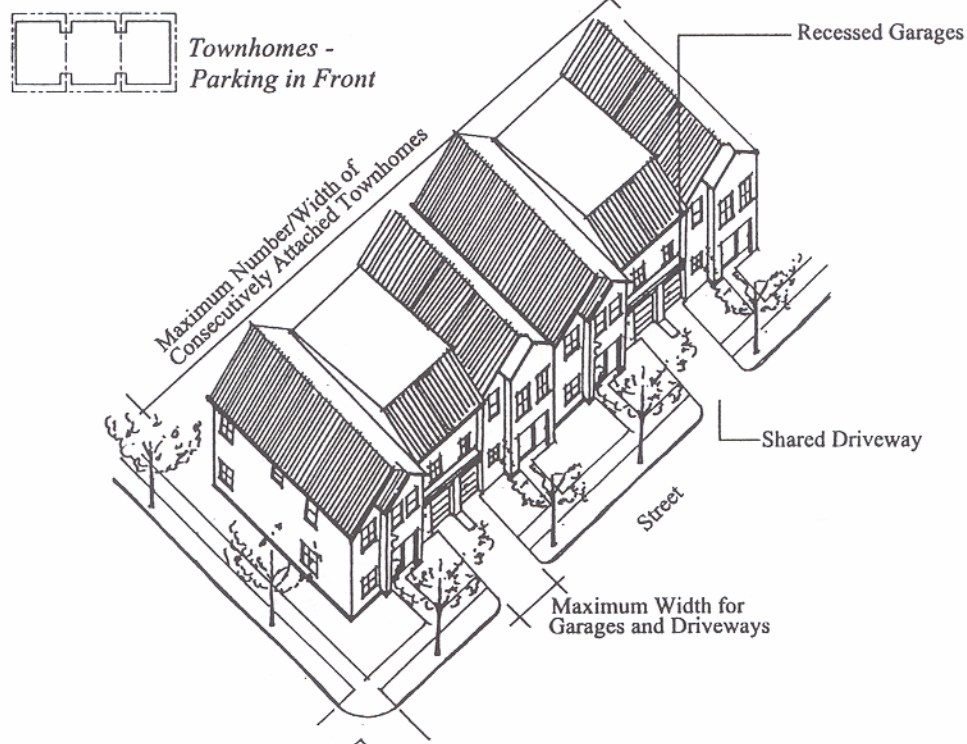 Townhomes -
Parking in Front
Recessed Garages
Maximum Number/Width of
Consecutively Attached Townhomes
Shared Driveway
Street
Maximum Width for
Garages and Driveways